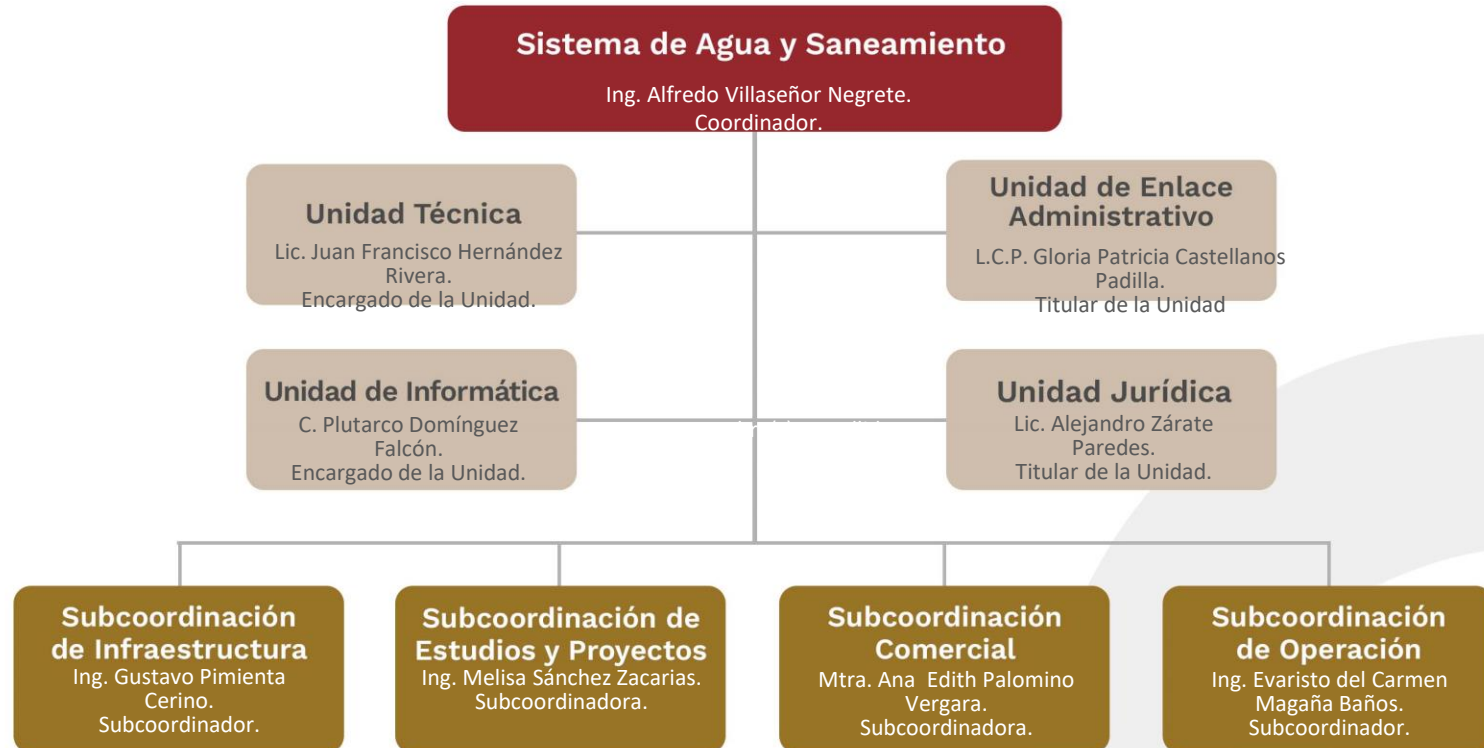 Sistema de Agua y Saneamiento
Ing. Alfredo Villaseñor Negrete.
Coordinador.
Unidad Técnica
Lic. Juan Francisco Hernández
Rivera.
Encargado de la Unidad.
Unidad de Enlace
Administrativo
L.C.P. Gloria Patricia Castellanos
Padilla.
Titular de la Unidad
Unidad de Informática
C. Plutarco Domínguez
Falcón.
Encargado de la Unidad.
Unidad Jurídica
Lic. Alejandro Zárate
Paredes.
Titular de la Unidad.
Subcoordinación
de Infraestructura
Ing. Gustavo Pimienta
Cerino.
Subcoordinador.
Subcoordinación de
Estudios y Proyectos
Ing. Melisa Sánchez Zacarias.
Subcoordinadora.
Subcoordinación
Comercial
Mtra. Ana  Edith Palomino
Vergara.
Subcoordinadora.
Subcoordinación
de Operación
Ing. Evaristo del Carmen
Magaña Baños.
Subcoordinador.